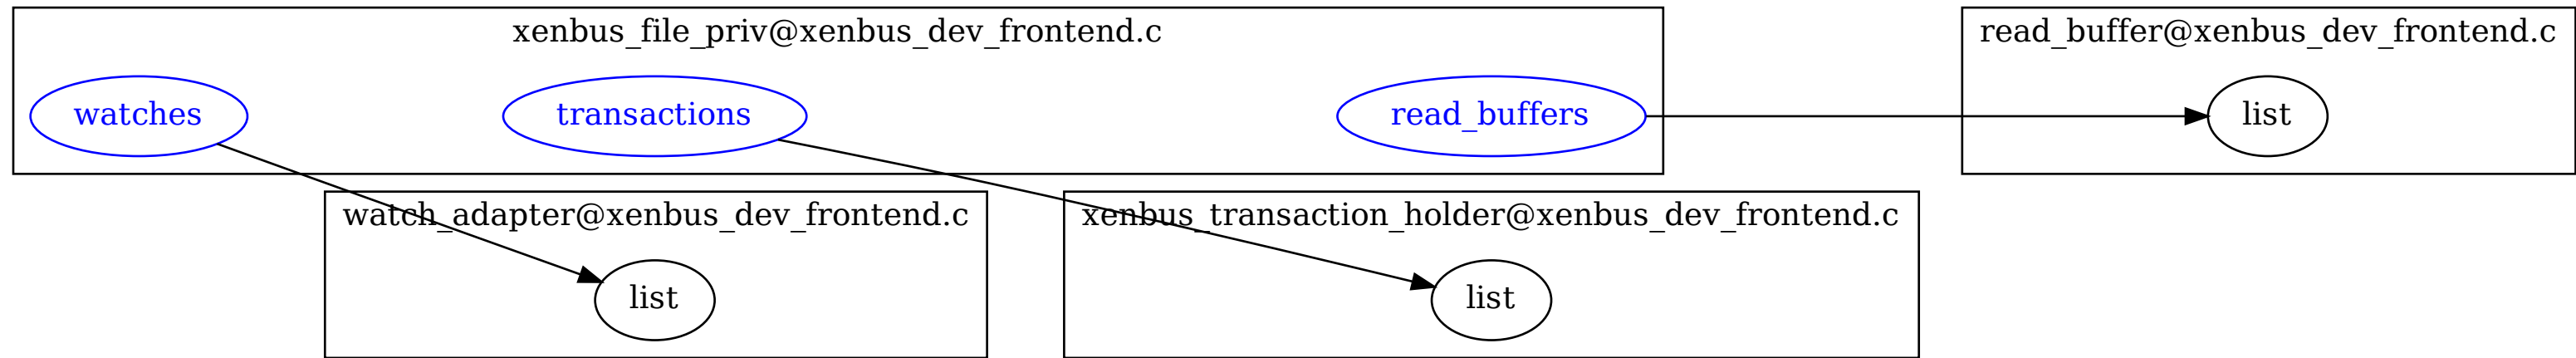 xenbus_file_priv@xenbus_dev_frontend.c
read_buffer@xenbus_dev_frontend.c
watches
transactions
read_buffers
list
watch_adapter@xenbus_dev_frontend.c
xenbus_transaction_holder@xenbus_dev_frontend.c
list
list